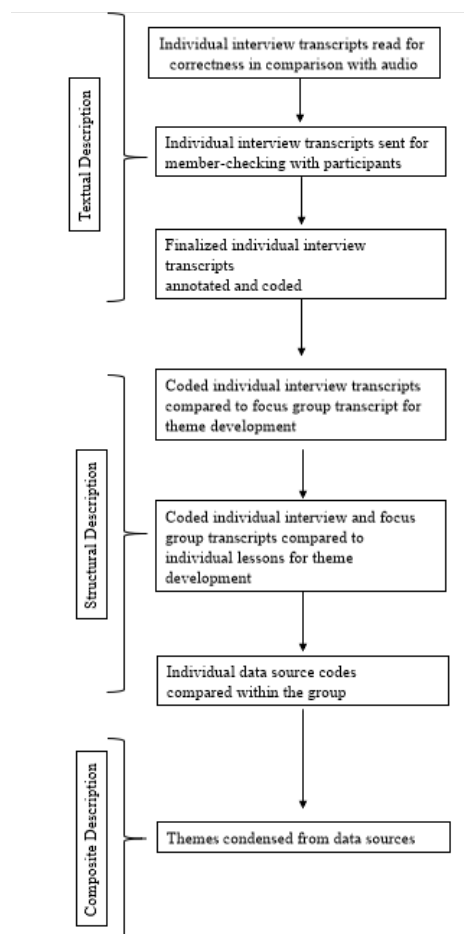 Individual interview transcripts read for
correctness in comparison with audio
Textual Description
Individual interview transcripts sent for
member-checking with participants
Finalized individual interview
transcripts
annotated and coded
Coded individual interview transcripts
compared to focus group transcript for
theme development
Structural Description
Coded individual interview and focus
group transcripts compared to
individual lessons for theme
development
Individual data source codes
compared within the group
Composite Description
Themes condensed from data sources